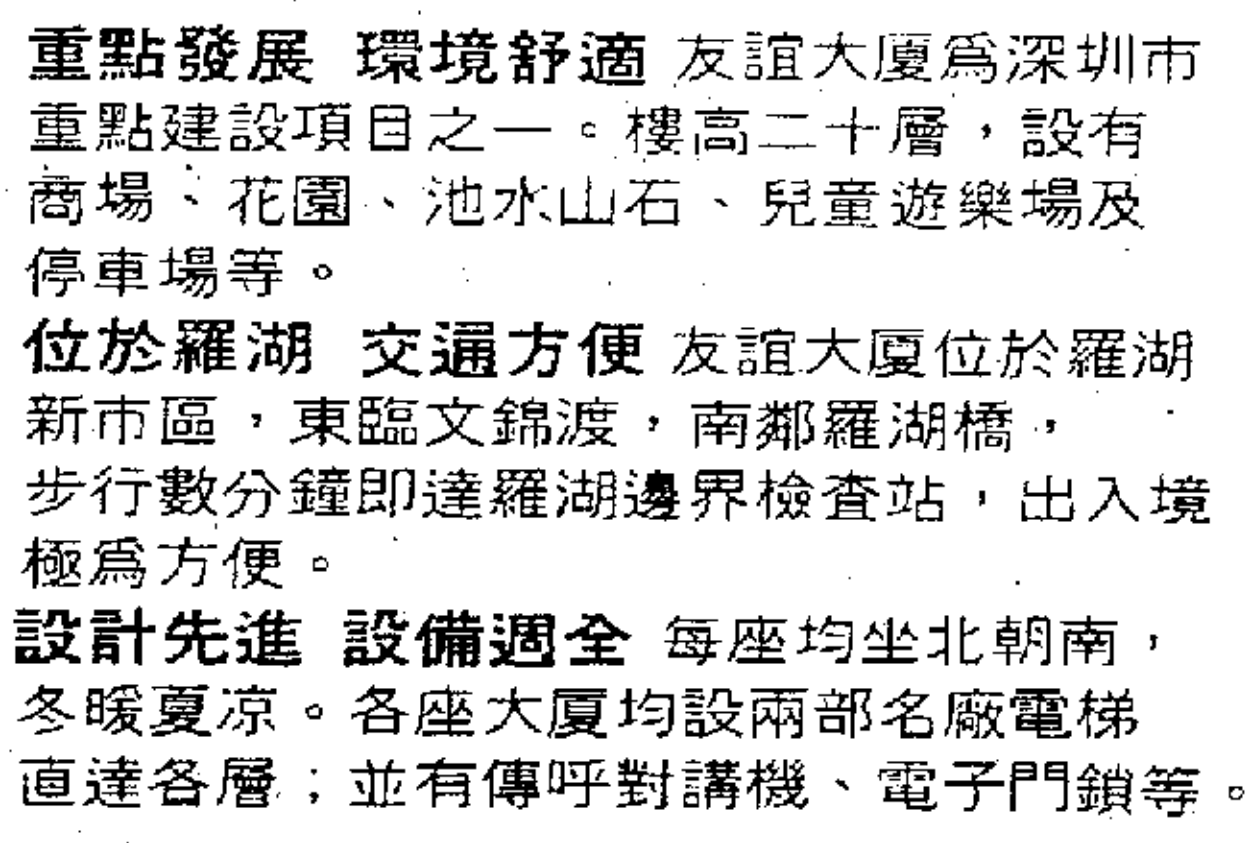 重點發展 環境舒適 友誼大廈爲深圳市
重點建設項目之一。樓高二十層，設有
商場、花園、池水山石、兒童遊樂場及
停車場等。
位於羅湖 交通方便 友誼大廈位於羅湖
新市區，東臨文錦渡，南鄰羅湖橋，
步行數分鐘即達羅湖邊界檢查站，出入境
極爲方便。
設計先進 設備週全 每座均坐北朝南，
冬暖夏凉。各座大廈均設兩部名廠電梯
直達各層；並有傳呼對講機、電子門鎖等。